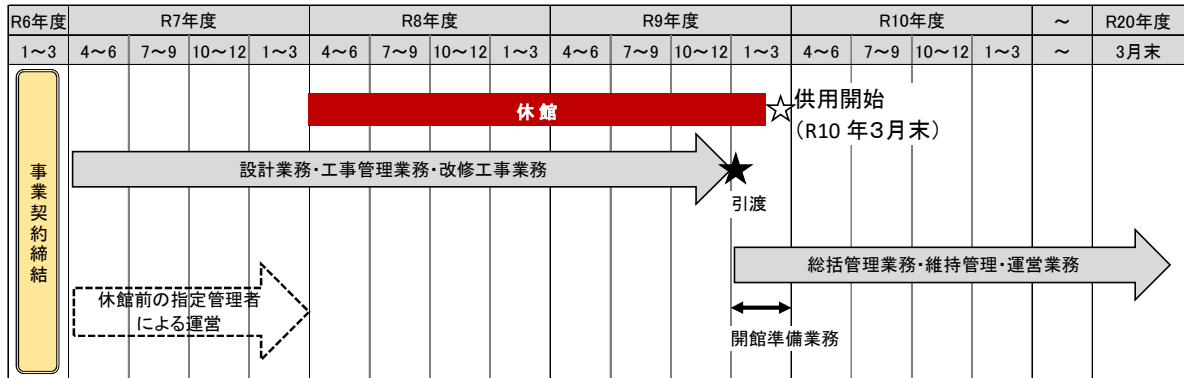 R6年度 R7年度 R8年度 R9年度 R10年度 ～ R20年度
1～3 4～6 7～9 10～12 1～3 4～6 7～9 10～12 1～3 4～6 7～9 10～12 1～3 4～6 7～9 10～12 1～3 ～ 3月末
事業契約締結
休館
☆供用開始
（R10 年3月末）
設計業務・工事管理業務・改修工事業務
★
引渡
総括管理業務・維持管理・運営業務
休館前の指定管理者
による運営
開館準備業務